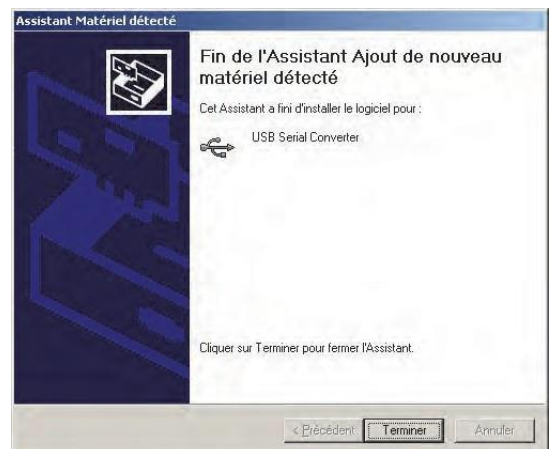 Assistant Matériel détecté
Fin de l'Assistant Ajout de nouveau
matériel détecté
Cet Assistant a fini d'installer le logiciel pour :
USB Serial Converter
Cliquer sur Terminer pour fermer l'Assistant.
< Précédent Terminer Annuler